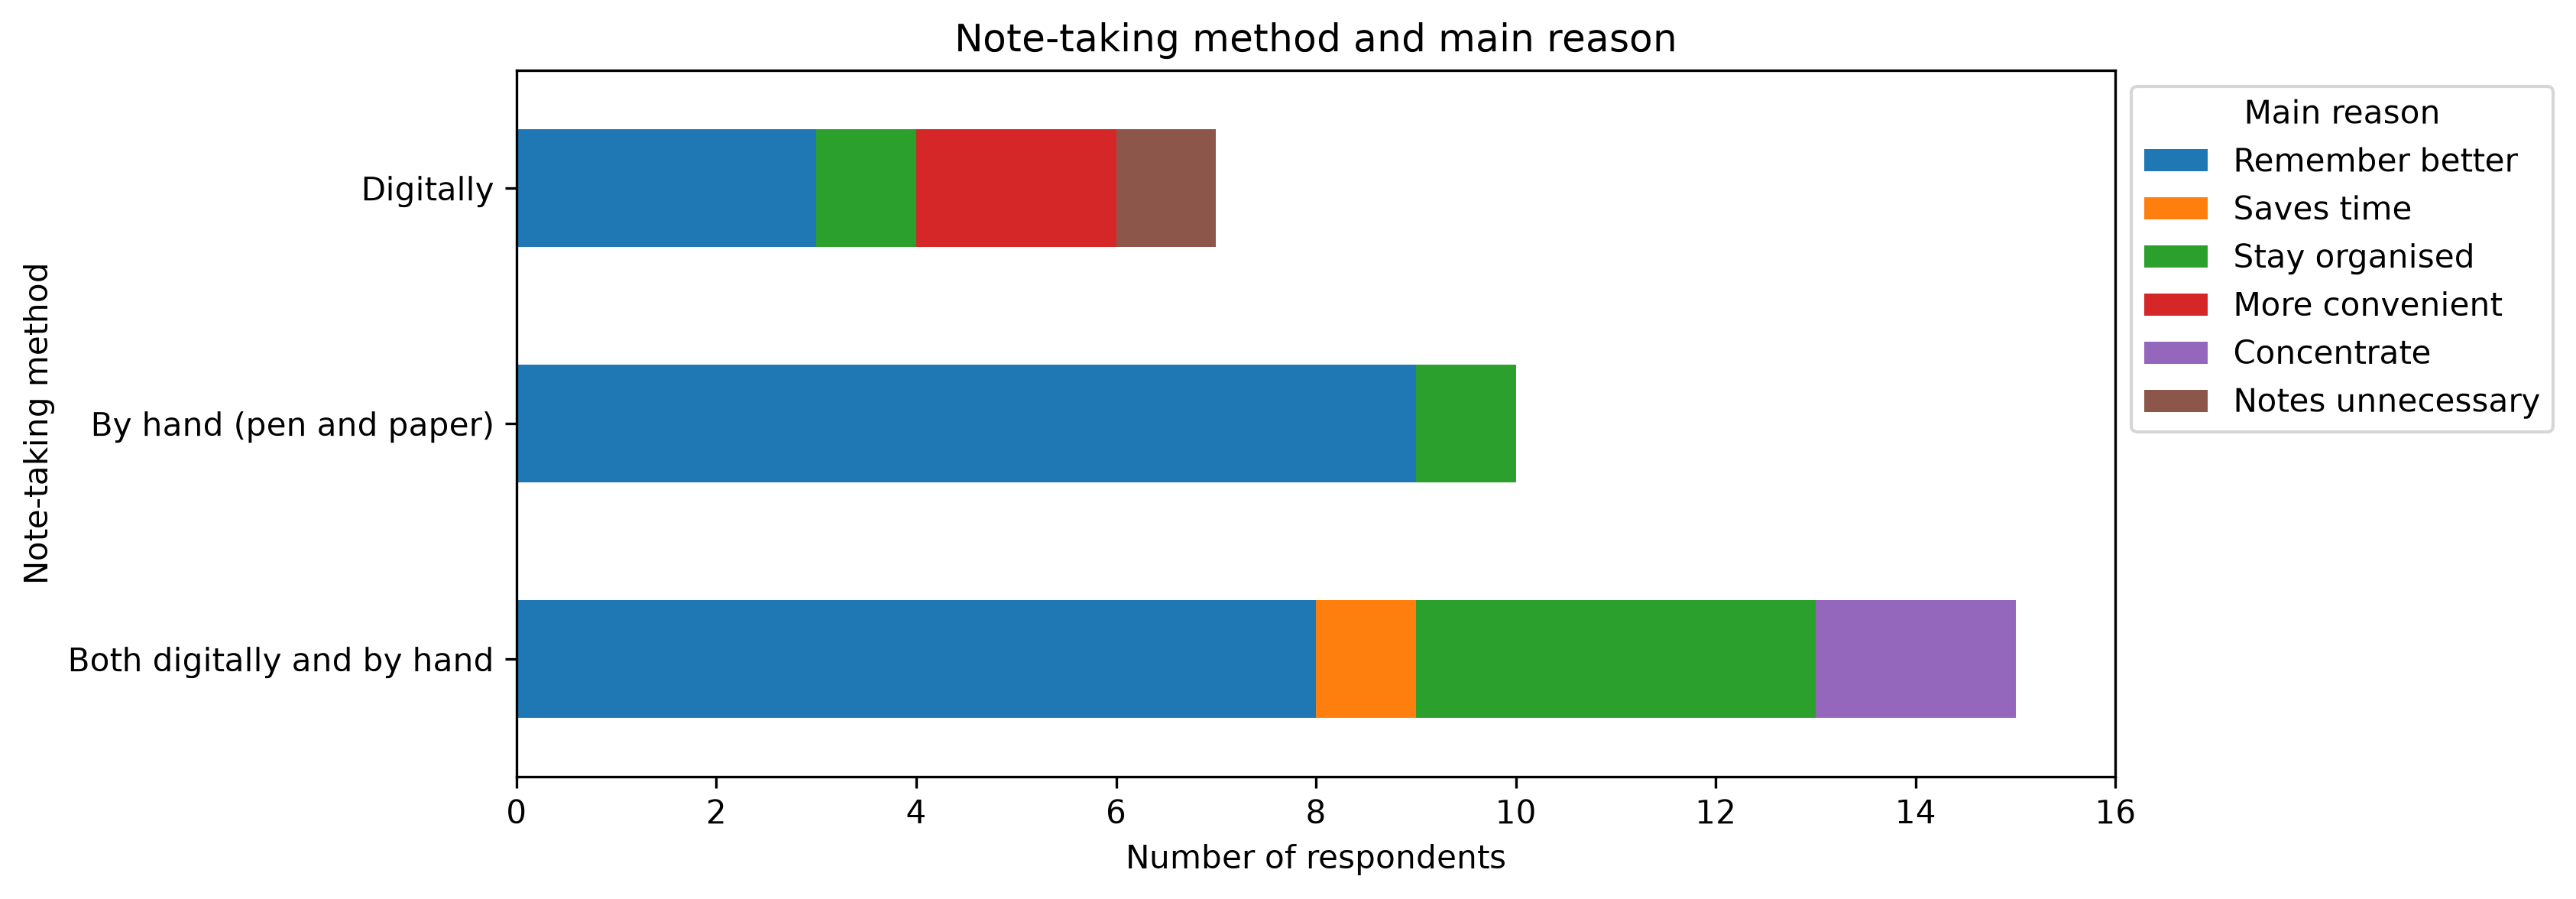 Note-taking method and main reason
Note-taking method
Digitally
By hand (pen and paper)
Both digitally and by hand
0 2 4 6 8 10 12 14 16
Number of respondents
Main reason
Remember better
Saves time
Stay organised
More convenient
Concentrate
Notes unnecessary